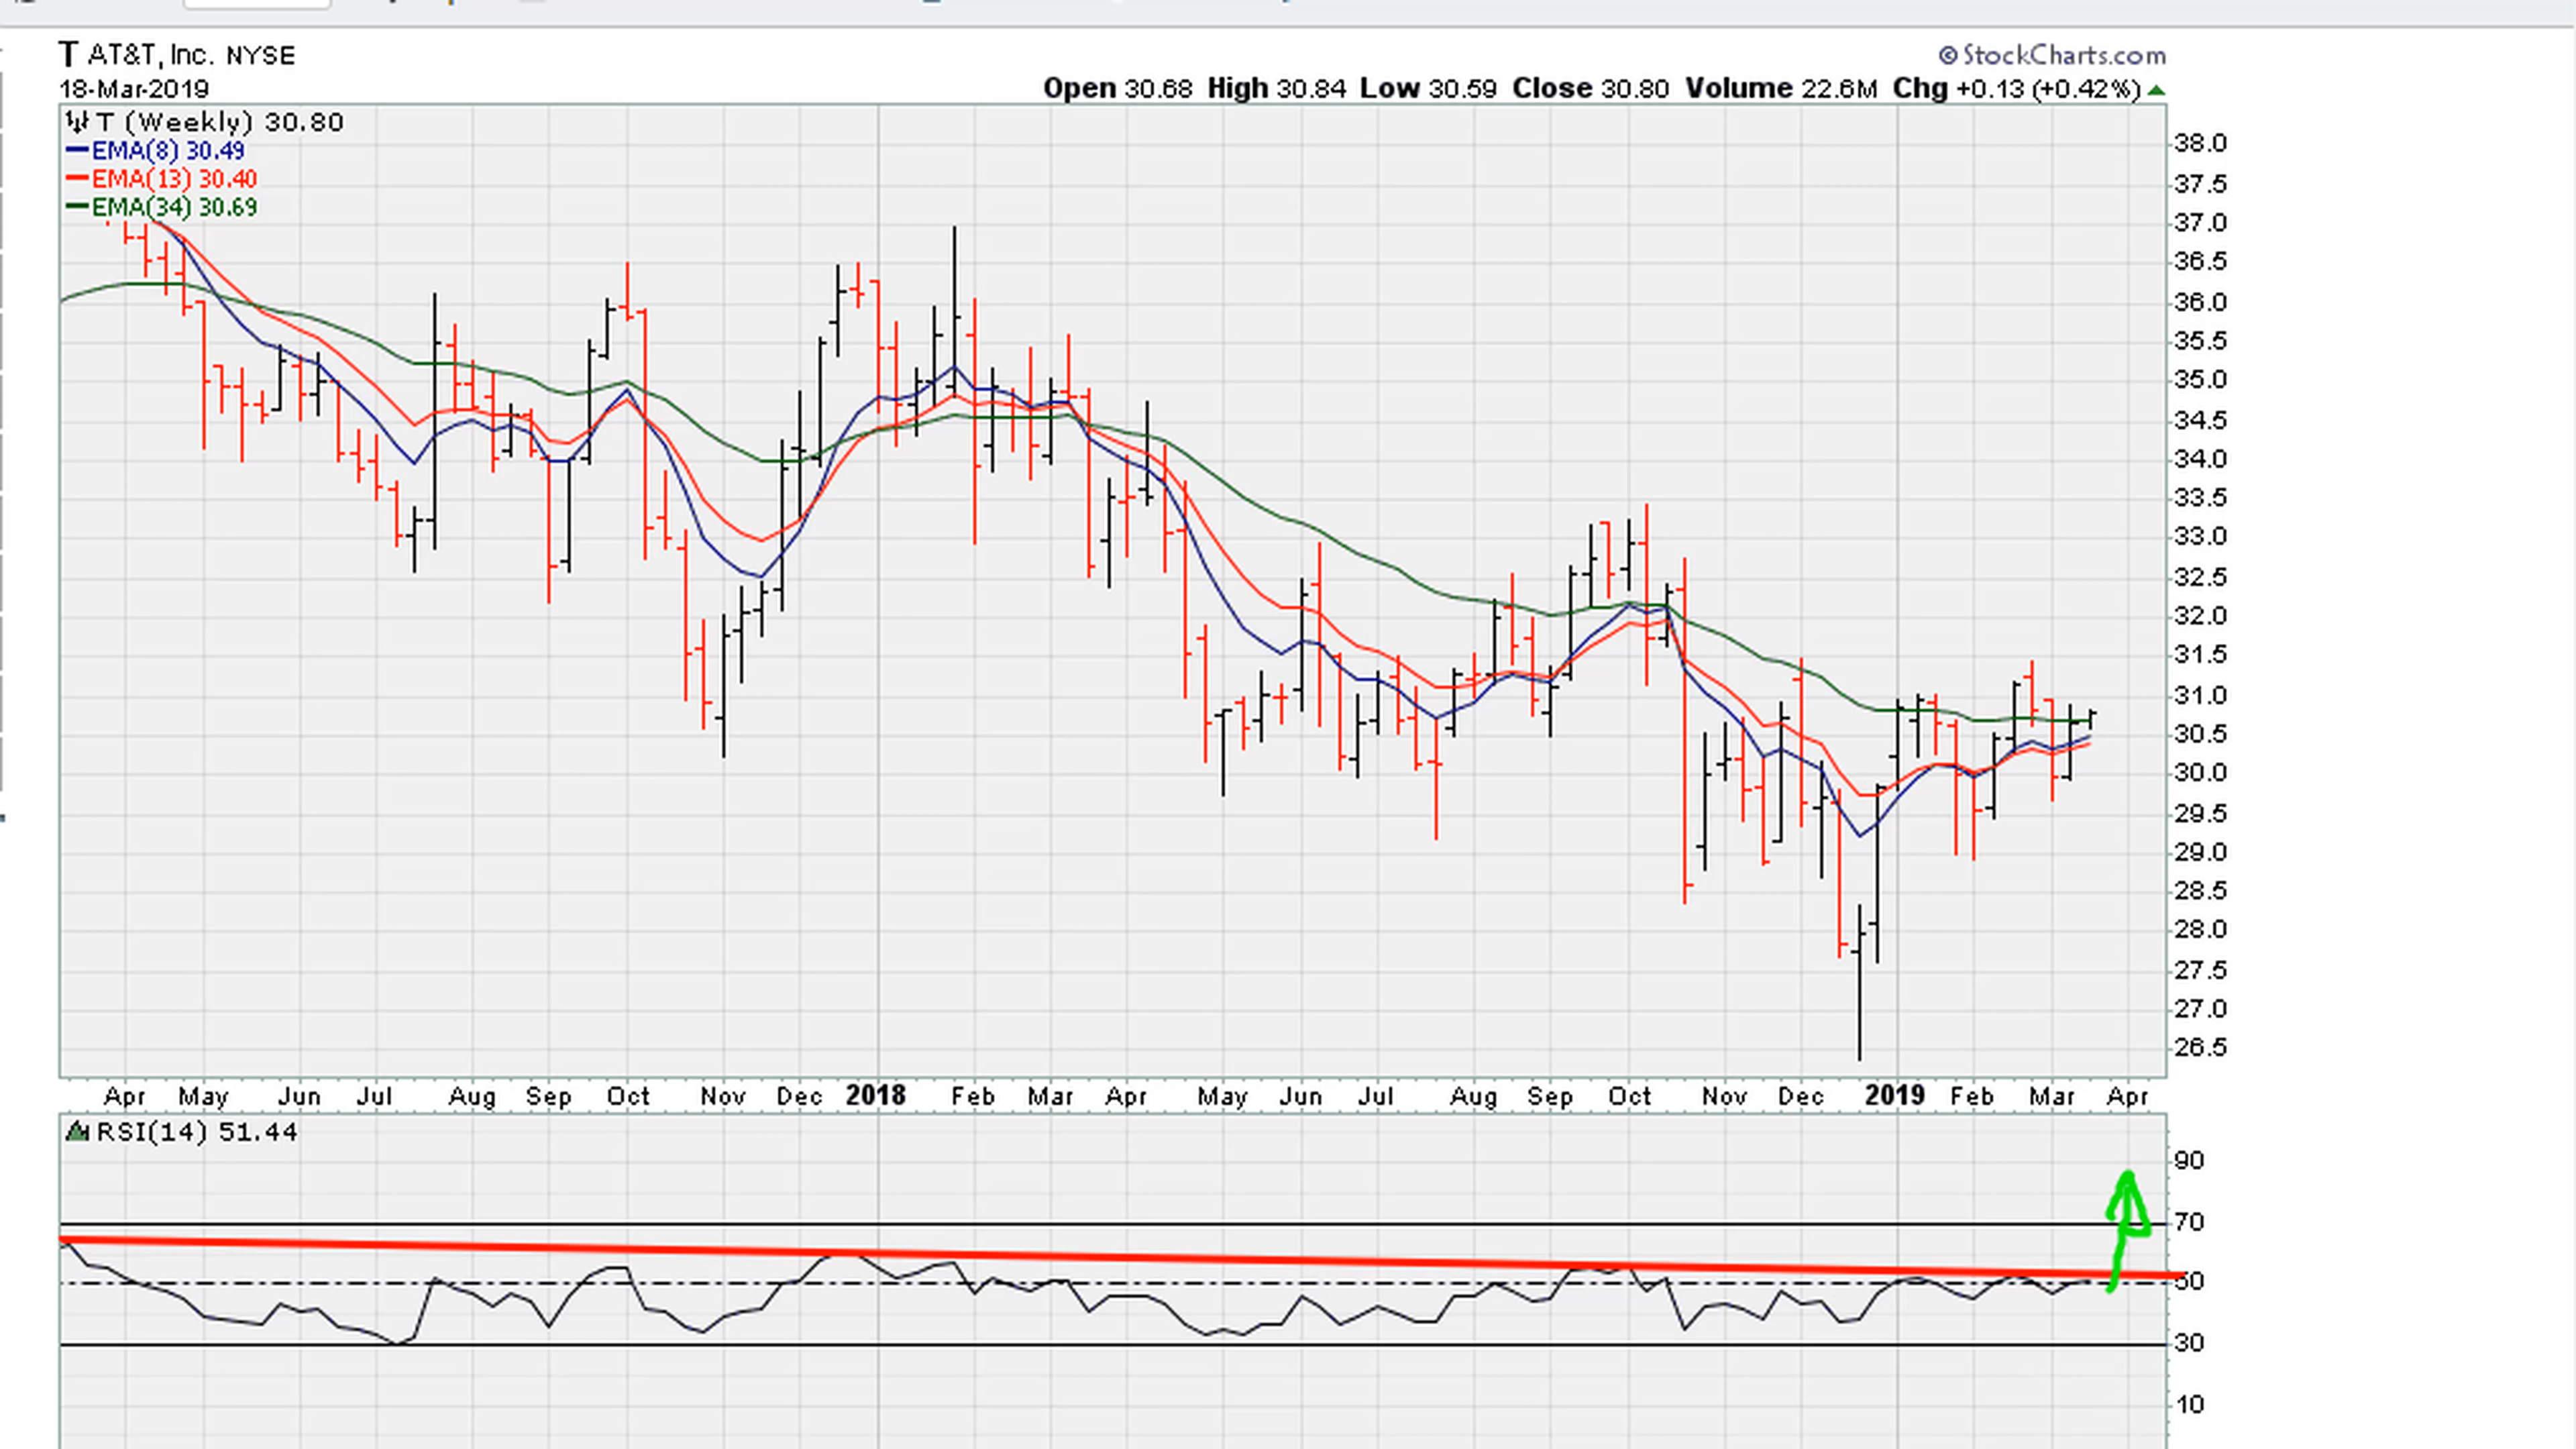 T AT&T, Inc. NYSE
© StockCharts.com
18-Mar-2019
Open 30.68 High 30.84 Low 30.59 Close 30.80 Volume 22.6M Chg +0.13 (+0.42%)
T (Weekly) 30.80
EMA(8) 30.49
EMA(13) 30.40
EMA(34) 30.69
38.0
37.5
37.0
36.5
36.0
35.5
35.0
34.5
34.0
33.5
33.0
32.5
32.0
31.5
31.0
30.5
30.0
29.5
29.0
28.5
28.0
27.5
27.0
26.5
Apr May Jun Jul Aug Sep Oct Nov Dec 2018 Feb Mar Apr May Jun Jul Aug Sep Oct Nov Dec 2019 Feb Mar Apr
RSI(14) 51.44
90
70
50
30
10